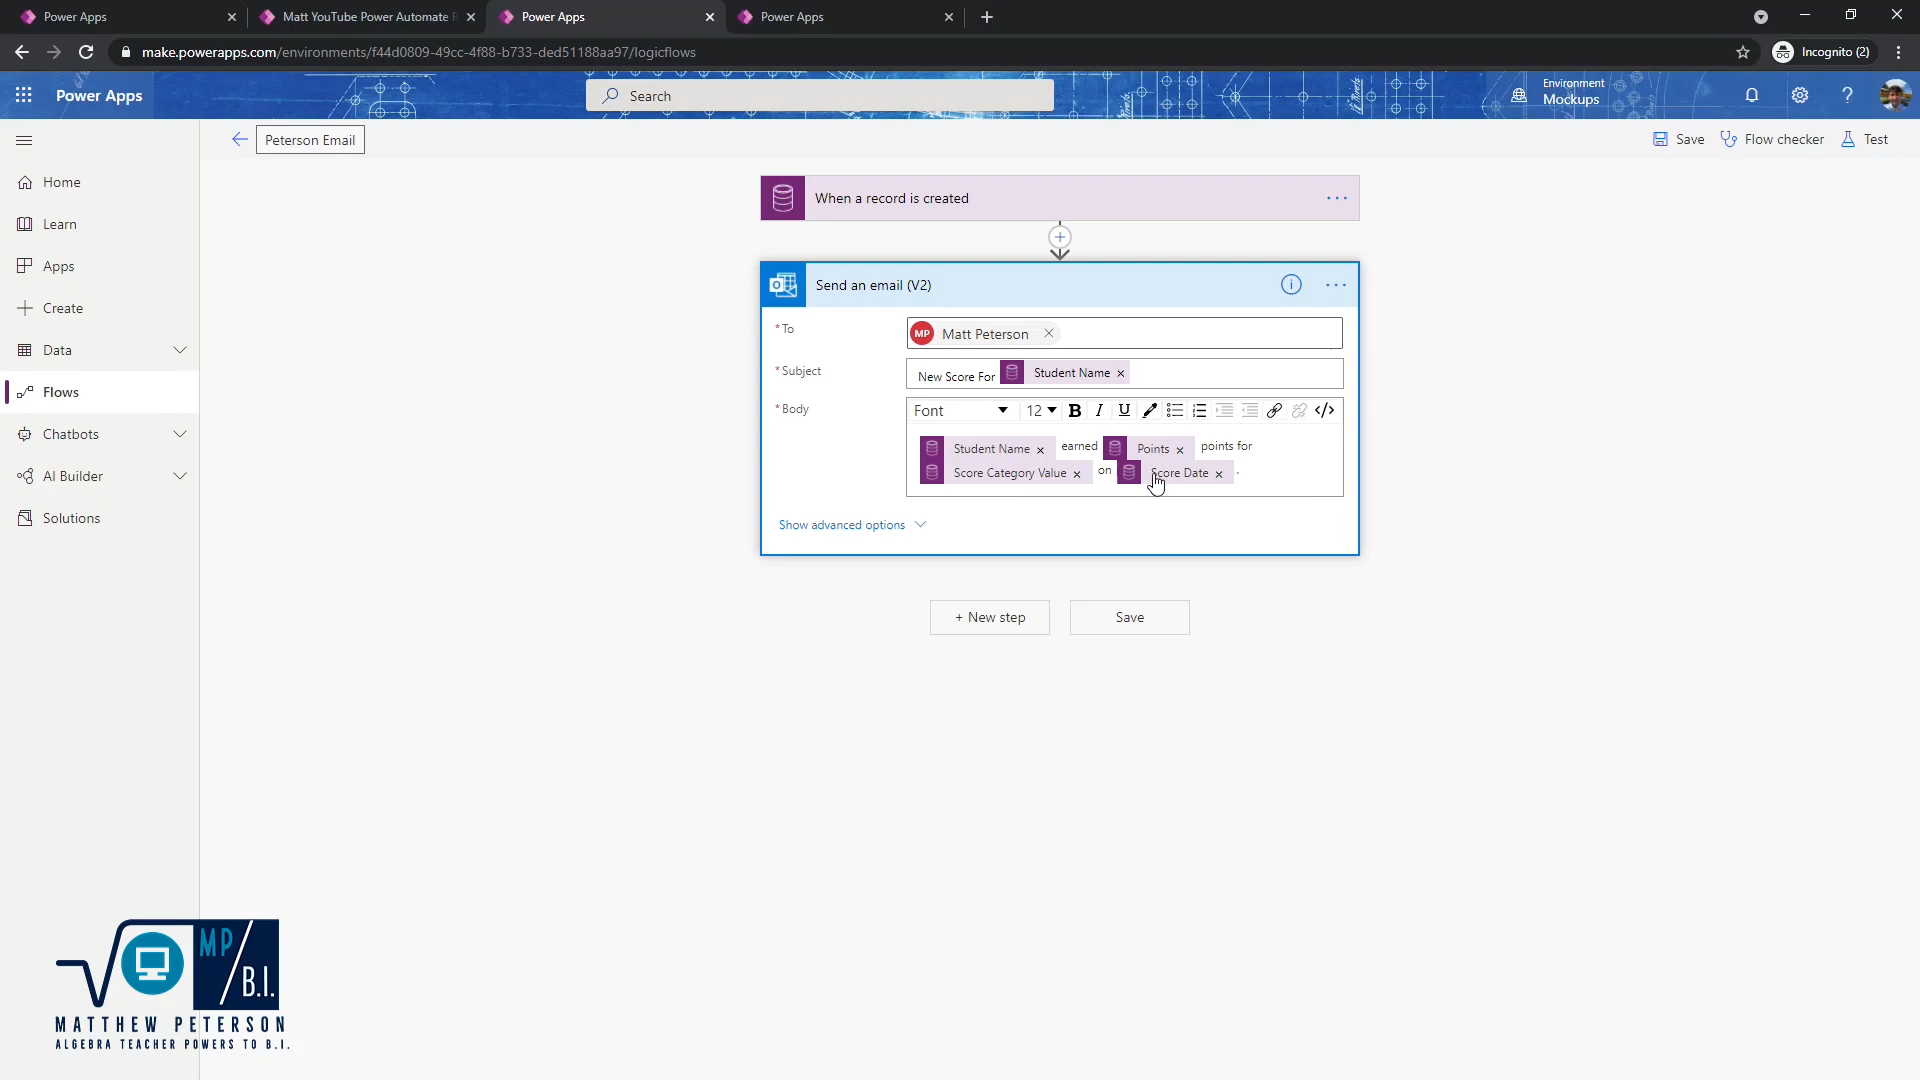 Power Apps
Matt YouTube Power Automate
Power Apps
Power Apps
make.powerapps.com/environments/f44d0809-49cc-4f88-b733-ded51188aa97/logicflows
Incognito (2)
Power Apps
Search
Environment
Mockups
Peterson Email
Save
Flow checker
Test
Home
Learn
Apps
Create
Data
Flows
Chatbots
AI Builder
Solutions
When a record is created
Send an email (V2)
*To
MP Matt Peterson
*Subject
New Score For Student Name
*Body
Font 12 B I U </>
Student Name earned Points points for
Score Category Value on Score Date .
Show advanced options
+ New step
Save
MP/B.I.
MATTHEW PETERSON
ALGEBRA TEACHER POWERS TO B.I.